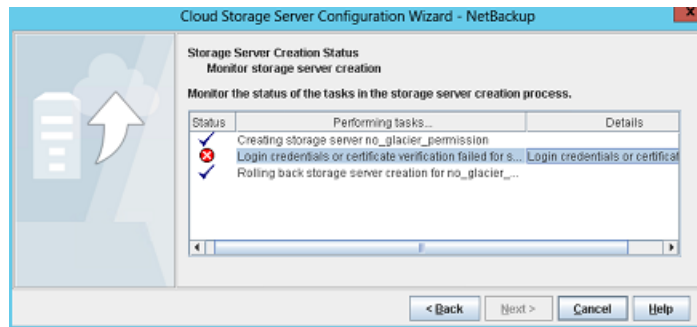 Cloud Storage Server Configuration Wizard - NetBackup
x
Storage Server Creation Status
Monitor storage server creation
Monitor the status of the tasks in the storage server creation process.
Status Performing tasks... Details
Creating storage server no_glacier_permission
Login credentials or certificate verification failed for s... Login credentials or certificat
Rolling back storage server creation for no_glacier_...
< Back Next > Cancel Help